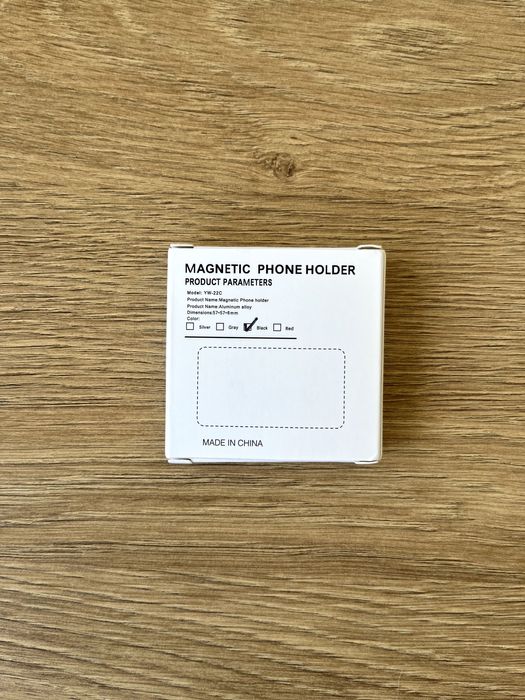 MAGNETIC PHONE HOLDER
PRODUCT PARAMETERS
Model: YW-22C
Product Name:Magnetic Phone holder
Product Name:Aluminum alloy
Dimensions:57*57*6mm
Color:
Silver Gray Black Red
MADE IN CHINA